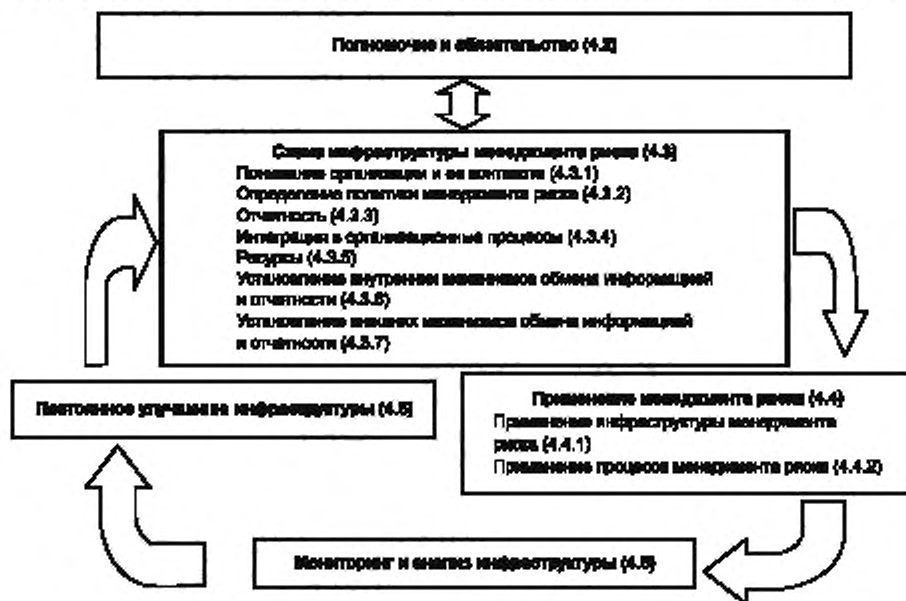 Полномочие и обязательство (4.2)
Схема инфраструктуры менеджмента риска (4.3)
Понимание организации и ее контекста (4.3.1)
Определение политики менеджмента риска (4.3.2)
Отчетность (4.3.3)
Интеграция в организационные процессы (4.3.4)
Ресурсы (4.3.5)
Установление внутренних механизмов обмена информацией
и отчетности (4.3.6)
Установление внешних механизмов обмена информацией
и отчетности (4.3.7)
Постоянное улучшение инфраструктуры (4.6)
Применение менеджмента риска (4.4)
Применение инфраструктуры менеджмента
риска (4.4.1)
Применение процесса менеджмента риска (4.4.2)
Мониторинг и анализ инфраструктуры (4.5)